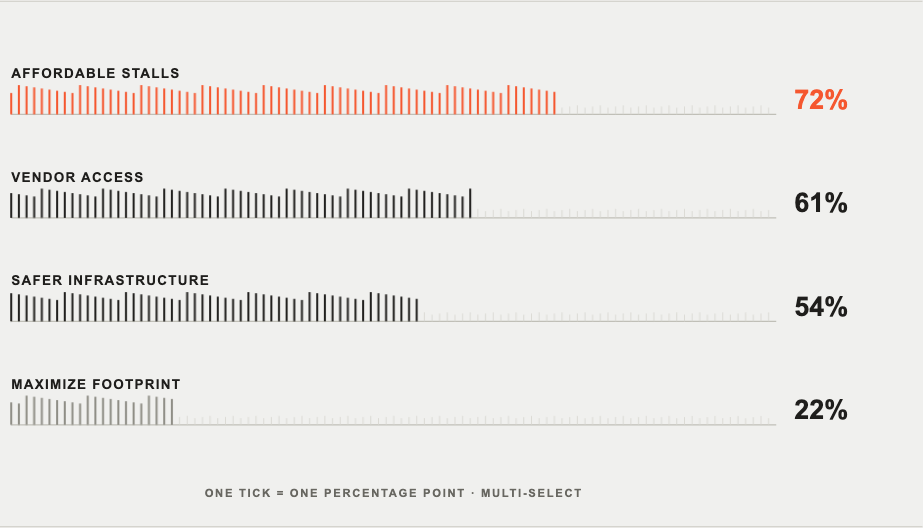 AFFORDABLE STALLS
72%
VENDOR ACCESS
61%
SAFER INFRASTRUCTURE
54%
MAXIMIZE FOOTPRINT
22%
ONE TICK = ONE PERCENTAGE POINT · MULTI-SELECT